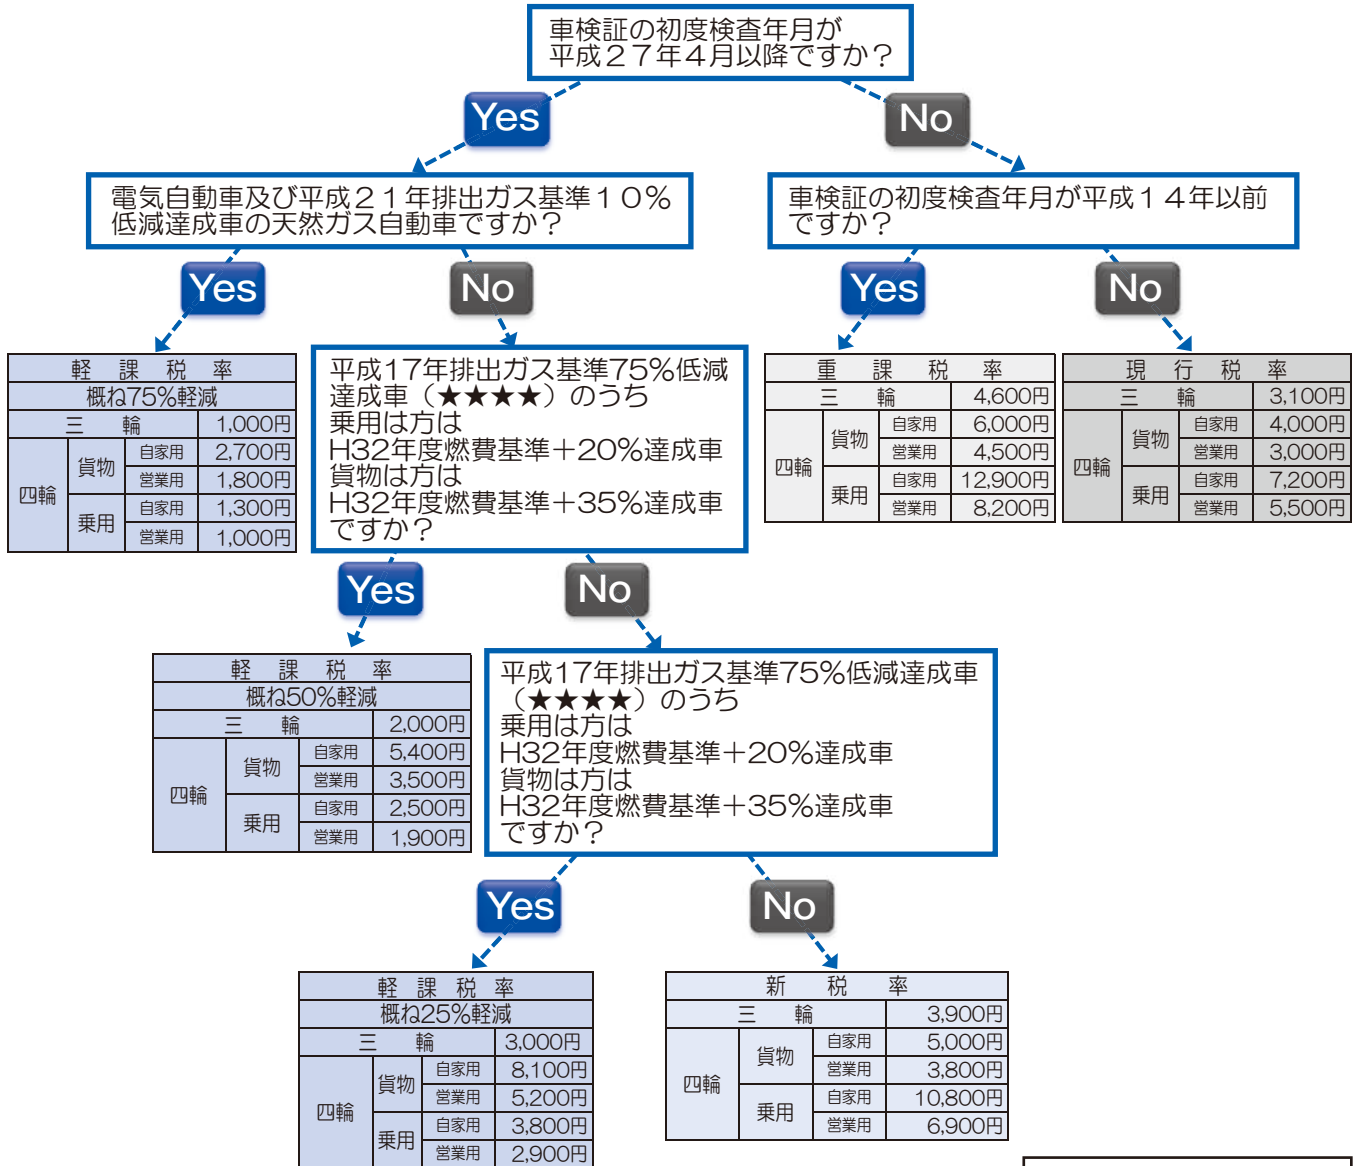 車検証の初度検査年月が
平成２７年４月以降ですか？
Yes
No
電気自動車及び平成２１年排出ガス基準１０％
低減達成車の天然ガス自動車ですか？
車検証の初度検査年月が平成１４年以前
ですか？
Yes
No
Yes
No
軽課税率
概ね75%軽減
三輪 1,000円
四輪 貨物 自家用 2,700円
営業用 1,800円
乗用 自家用 1,300円
営業用 1,000円
平成17年排出ガス基準75％低減
達成車（★★★★）のうち
乗用は方は
H32年度燃費基準＋20％達成車
貨物は方は
H32年度燃費基準＋35％達成車
ですか？
重課税率
三輪 4,600円
四輪 貨物 自家用 6,000円
営業用 4,500円
乗用 自家用 12,900円
営業用 8,200円
現行税率
三輪 3,100円
四輪 貨物 自家用 4,000円
営業用 3,000円
乗用 自家用 7,200円
営業用 5,500円
Yes
No
軽課税率
概ね50%軽減
三輪 2,000円
四輪 貨物 自家用 5,400円
営業用 3,500円
乗用 自家用 2,500円
営業用 1,900円
平成17年排出ガス基準75％低減達成車
（★★★★）のうち
乗用は方は
H32年度燃費基準＋20％達成車
貨物は方は
H32年度燃費基準＋35％達成車
ですか？
Yes
No
軽課税率
概ね25%軽減
三輪 3,000円
四輪 貨物 自家用 8,100円
営業用 5,200円
乗用 自家用 3,800円
営業用 2,900円
新税率
三輪 3,900円
四輪 貨物 自家用 5,000円
営業用 3,800円
乗用 自家用 10,800円
営業用 6,900円